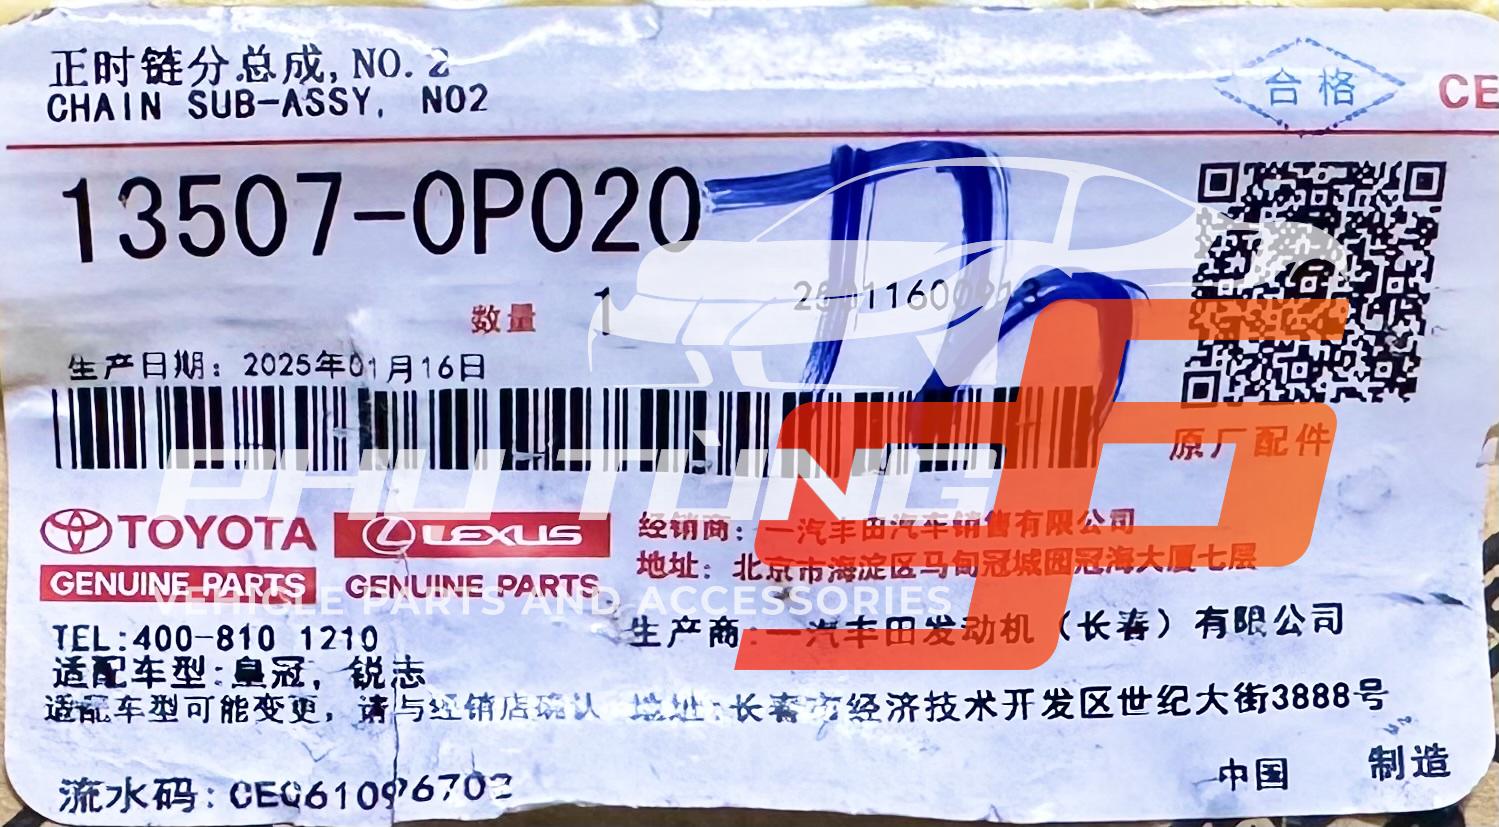 正时链分总成, NO. 2
CHAIN SUB-ASSY, NO2
合格
CE
13507-0P020
数量 1
生产日期: 2025年01月16日
原厂配件
PHỤ TÙNG
TOYOTA
GENUINE PARTS
LEXUS
GENUINE PARTS
VEHICLE PARTS AND ACCESSORIES
经销商: 一汽丰田汽车销售有限公司
地址: 北京市海淀区马甸冠城园冠海大厦七层
TEL:400-810 1210
生产商: 一汽丰田发动机（长春）有限公司
适配车型:皇冠, 锐志
适配车型可能变更, 请与经销店确认
地址:长春市经济技术开发区世纪大街3888号
中国 制造
流水码: CEC61096702